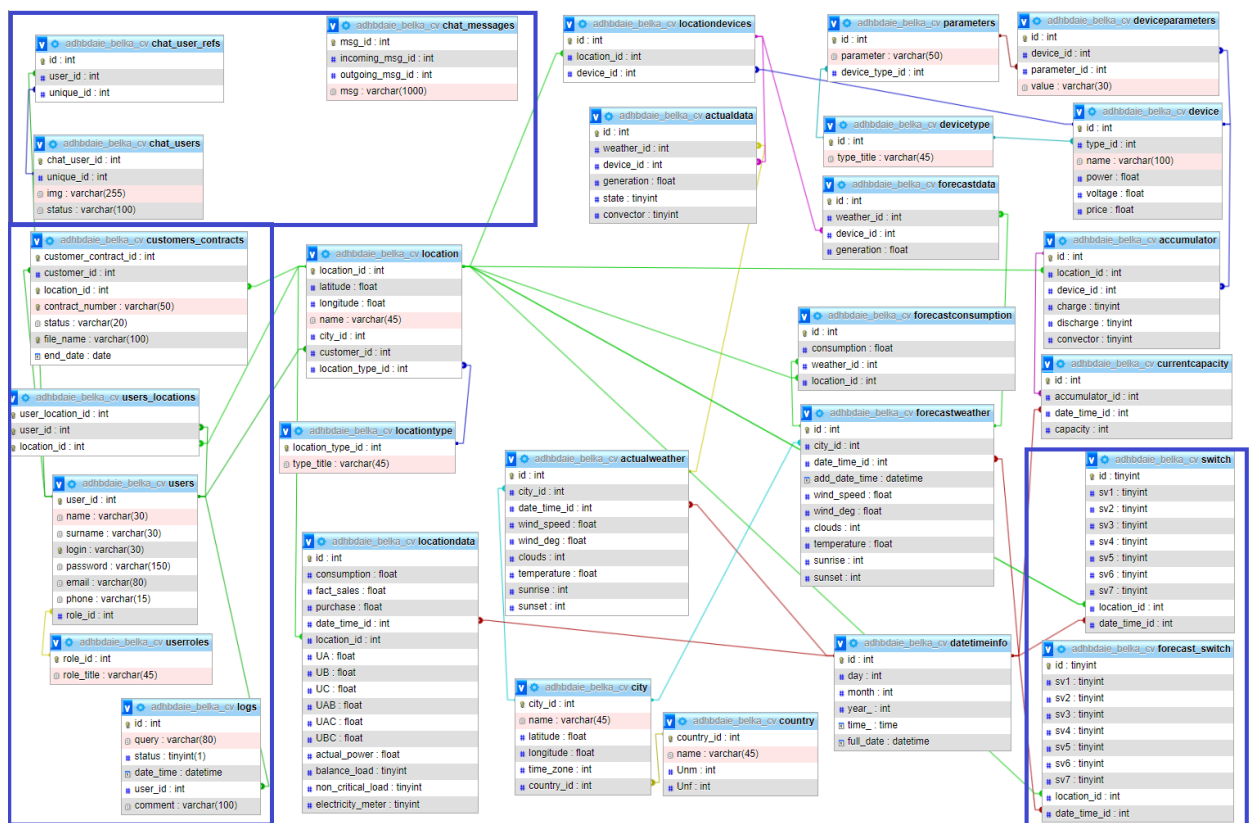 adhbdaie_belka_cv chat_user_refs
id : int
user_id : int
unique_id : int
adhbdaie_belka_cv chat_messages
msg_id : int
incoming_msg_id : int
outgoing_msg_id : int
msg : varchar(1000)
adhbdaie_belka_cv chat_users
chat_user_id : int
unique_id : int
img : varchar(255)
status : varchar(100)
adhbdaie_belka_cv locationdevices
id : int
location_id : int
device_id : int
adhbdaie_belka_cv parameters
id : int
parameter : varchar(50)
device_type_id : int
adhbdaie_belka_cv deviceparameters
id : int
device_id : int
parameter_id : int
value : varchar(30)
adhbdaie_belka_cv actualdata
id : int
weather_id : int
device_id : int
generation : float
state : tinyint
convector : tinyint
adhbdaie_belka_cv devicetype
id : int
type_title : varchar(45)
adhbdaie_belka_cv device
id : int
type_id : int
name : varchar(100)
power : float
voltage : float
price : float
adhbdaie_belka_cv forecastdata
id : int
weather_id : int
device_id : int
generation : float
adhbdaie_belka_cv customers_contracts
customer_contract_id : int
customer_id : int
location_id : int
contract_number : varchar(50)
status : varchar(20)
file_name : varchar(100)
end_date : date
adhbdaie_belka_cv location
location_id : int
latitude : float
longitude : float
name : varchar(45)
city_id : int
customer_id : int
location_type_id : int
adhbdaie_belka_cv accumulator
id : int
location_id : int
device_id : int
charge : tinyint
discharge : tinyint
convector : tinyint
adhbdaie_belka_cv forecastconsumption
id : int
consumption : float
weather_id : int
location_id : int
adhbdaie_belka_cv currentcapacity
id : int
accumulator_id : int
date_time_id : int
capacity : int
adhbdaie_belka_cv users_locations
user_location_id : int
user_id : int
location_id : int
adhbdaie_belka_cv locationtype
location_type_id : int
type_title : varchar(45)
adhbdaie_belka_cv forecastweather
id : int
city_id : int
date_time_id : int
add_date_time : datetime
wind_speed : float
wind_deg : float
clouds : int
temperature : float
sunrise : int
sunset : int
adhbdaie_belka_cv users
user_id : int
name : varchar(30)
surname : varchar(30)
login : varchar(30)
password : varchar(150)
email : varchar(80)
phone : varchar(15)
role_id : int
adhbdaie_belka_cv actualweather
id : int
city_id : int
date_time_id : int
wind_speed : float
wind_deg : float
clouds : int
temperature : float
sunrise : int
sunset : int
adhbdaie_belka_cv switch
id : tinyint
sv1 : tinyint
sv2 : tinyint
sv3 : tinyint
sv4 : tinyint
sv5 : tinyint
sv6 : tinyint
sv7 : tinyint
location_id : int
date_time_id : int
adhbdaie_belka_cv locationdata
id : int
consumption : float
fact_sales : float
purchase : float
date_time_id : int
location_id : int
UA : float
UB : float
UC : float
UAB : float
UAC : float
UBC : float
actual_power : float
balance_load : tinyint
non_critical_load : tinyint
electricity_meter : tinyint
adhbdaie_belka_cv userroles
role_id : int
role_title : varchar(45)
adhbdaie_belka_cv datetimeinfo
id : int
day : int
month : int
year_ : int
time_ : time
full_date : datetime
adhbdaie_belka_cv forecast_switch
id : tinyint
sv1 : tinyint
sv2 : tinyint
sv3 : tinyint
sv4 : tinyint
sv5 : tinyint
sv6 : tinyint
sv7 : tinyint
location_id : int
date_time_id : int
adhbdaie_belka_cv city
city_id : int
name : varchar(45)
latitude : float
longitude : float
time_zone : int
country_id : int
adhbdaie_belka_cv country
country_id : int
name : varchar(45)
Unm : int
Unf : int
adhbdaie_belka_cv logs
id : int
query : varchar(80)
status : tinyint(1)
date_time : datetime
user_id : int
comment : varchar(100)